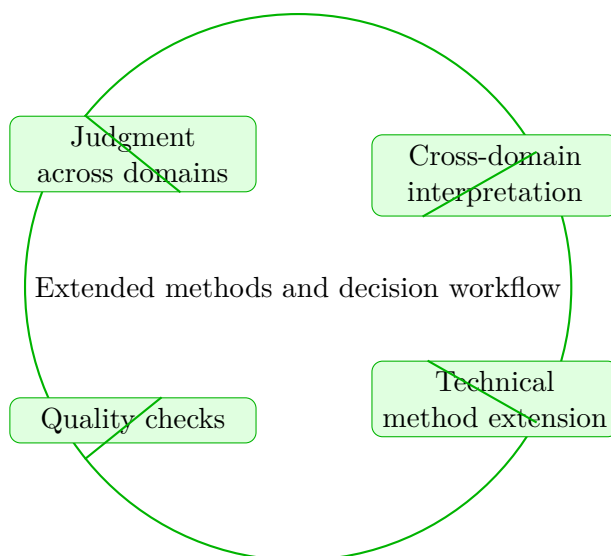 Judgment
across domains
Cross-domain
interpretation
Extended methods and decision workflow
Quality checks
Technical
method extension